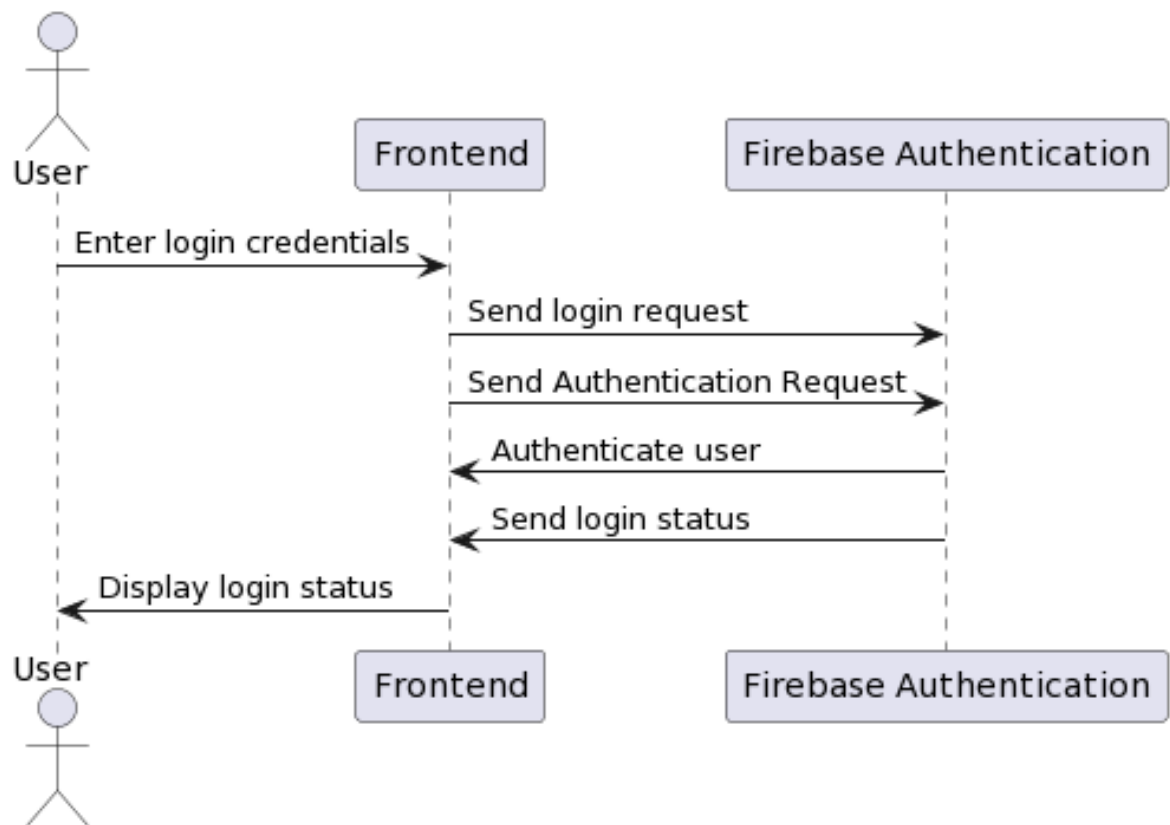 User
Frontend
Firebase Authentication
Enter login credentials
Send login request
Send Authentication Request
Authenticate user
Send login status
Display login status
User
Frontend
Firebase Authentication